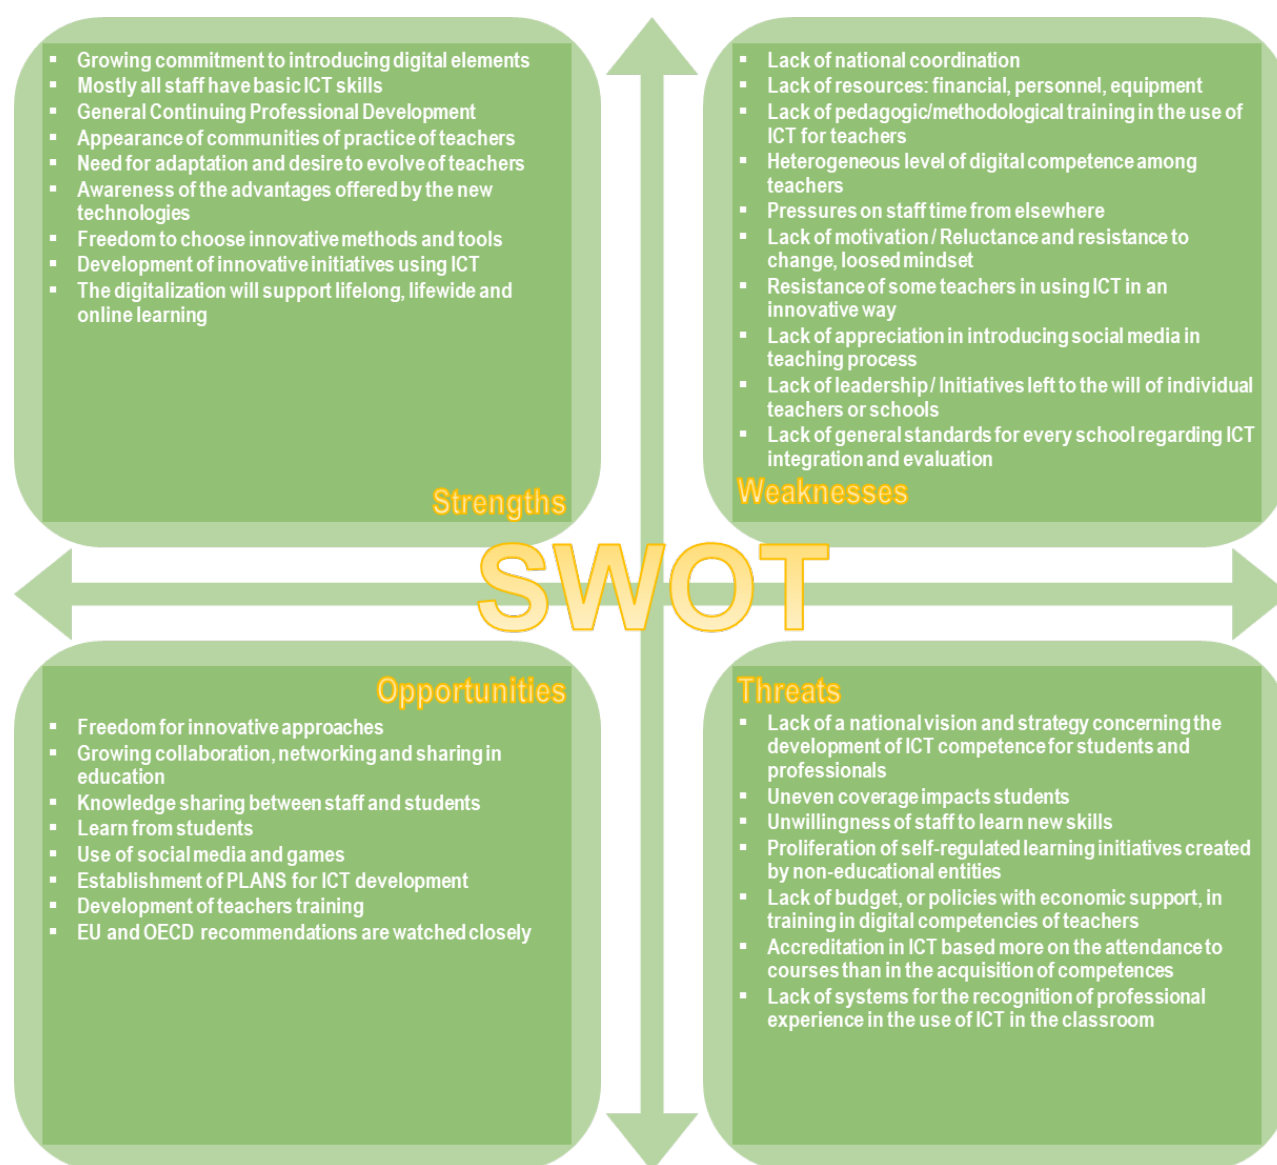 ▪ Growing commitment to introducing digital elements
▪ Mostly all staff have basic ICT skills
▪ General Continuing Professional Development
▪ Appearance of communities of practice of teachers
▪ Need for adaptation and desire to evolve of teachers
▪ Awareness of the advantages offered by the new
technologies
▪ Freedom to choose innovative methods and tools
▪ Development of innovative initiatives using ICT
▪ The digitalization will support lifelong, lifewide and
online learning
Strengths
▪ Lack of national coordination
▪ Lack of resources: financial, personnel, equipment
▪ Lack of pedagogic/methodological training in the use of
ICT for teachers
▪ Heterogeneous level of digital competence among
teachers
▪ Pressures on staff time from elsewhere
▪ Lack of motivation / Reluctance and resistance to
change, loosed mindset
▪ Resistance of some teachers in using ICT in an
innovative way
▪ Lack of appreciation in introducing social media in
teaching process
▪ Lack of leadership / Initiatives left to the will of individual
teachers or schools
▪ Lack of general standards for every school regarding ICT
integration and evaluation
Weaknesses
SWOT
Opportunities
▪ Freedom for innovative approaches
▪ Growing collaboration, networking and sharing in
education
▪ Knowledge sharing between staff and students
▪ Learn from students
▪ Use of social media and games
▪ Establishment of PLANS for ICT development
▪ Development of teachers training
▪ EU and OECD recommendations are watched closely
Threats
▪ Lack of a national vision and strategy concerning the
development of ICT competence for students and
professionals
▪ Uneven coverage impacts students
▪ Unwillingness of staff to learn new skills
▪ Proliferation of self-regulated learning initiatives created
by non-educational entities
▪ Lack of budget, or policies with economic support, in
training in digital competencies of teachers
▪ Accreditation in ICT based more on the attendance to
courses than in the acquisition of competences
▪ Lack of systems for the recognition of professional
experience in the use of ICT in the classroom